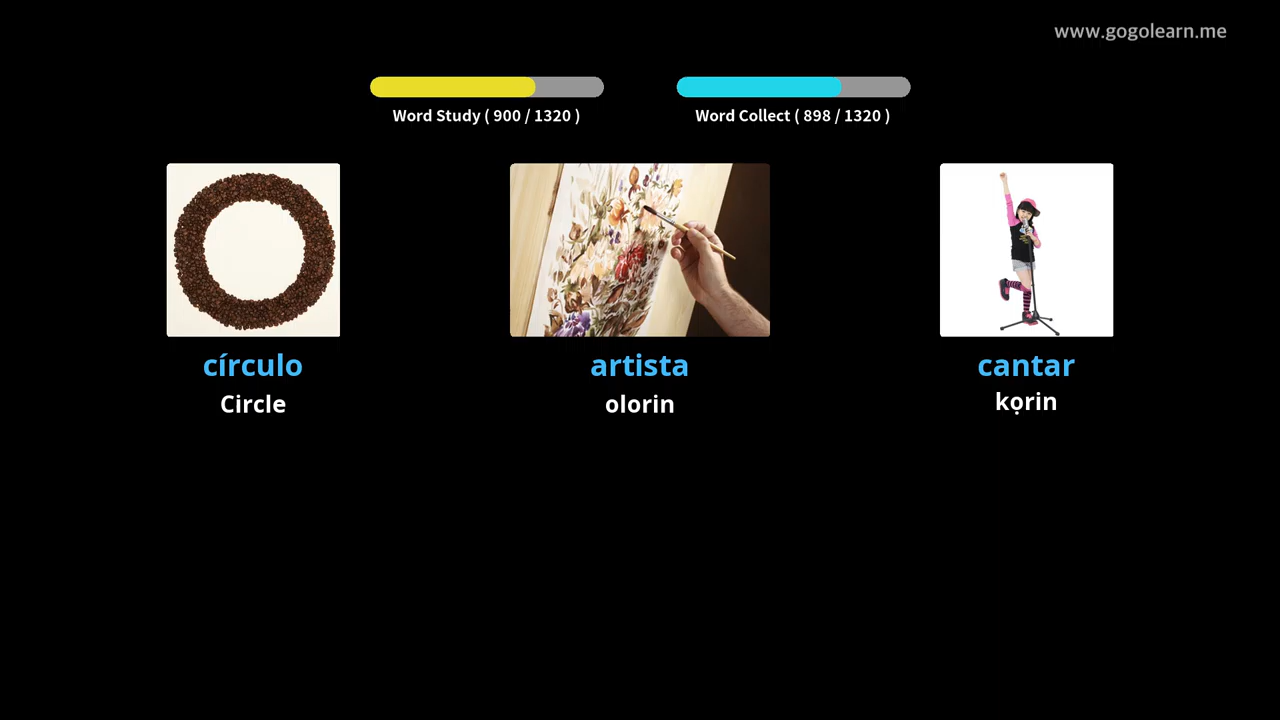 www.gogolearn.me
Word Study ( 900 / 1320 )
Word Collect ( 898 / 1320 )
círculo
Circle
artista
olorin
cantar
kọrin